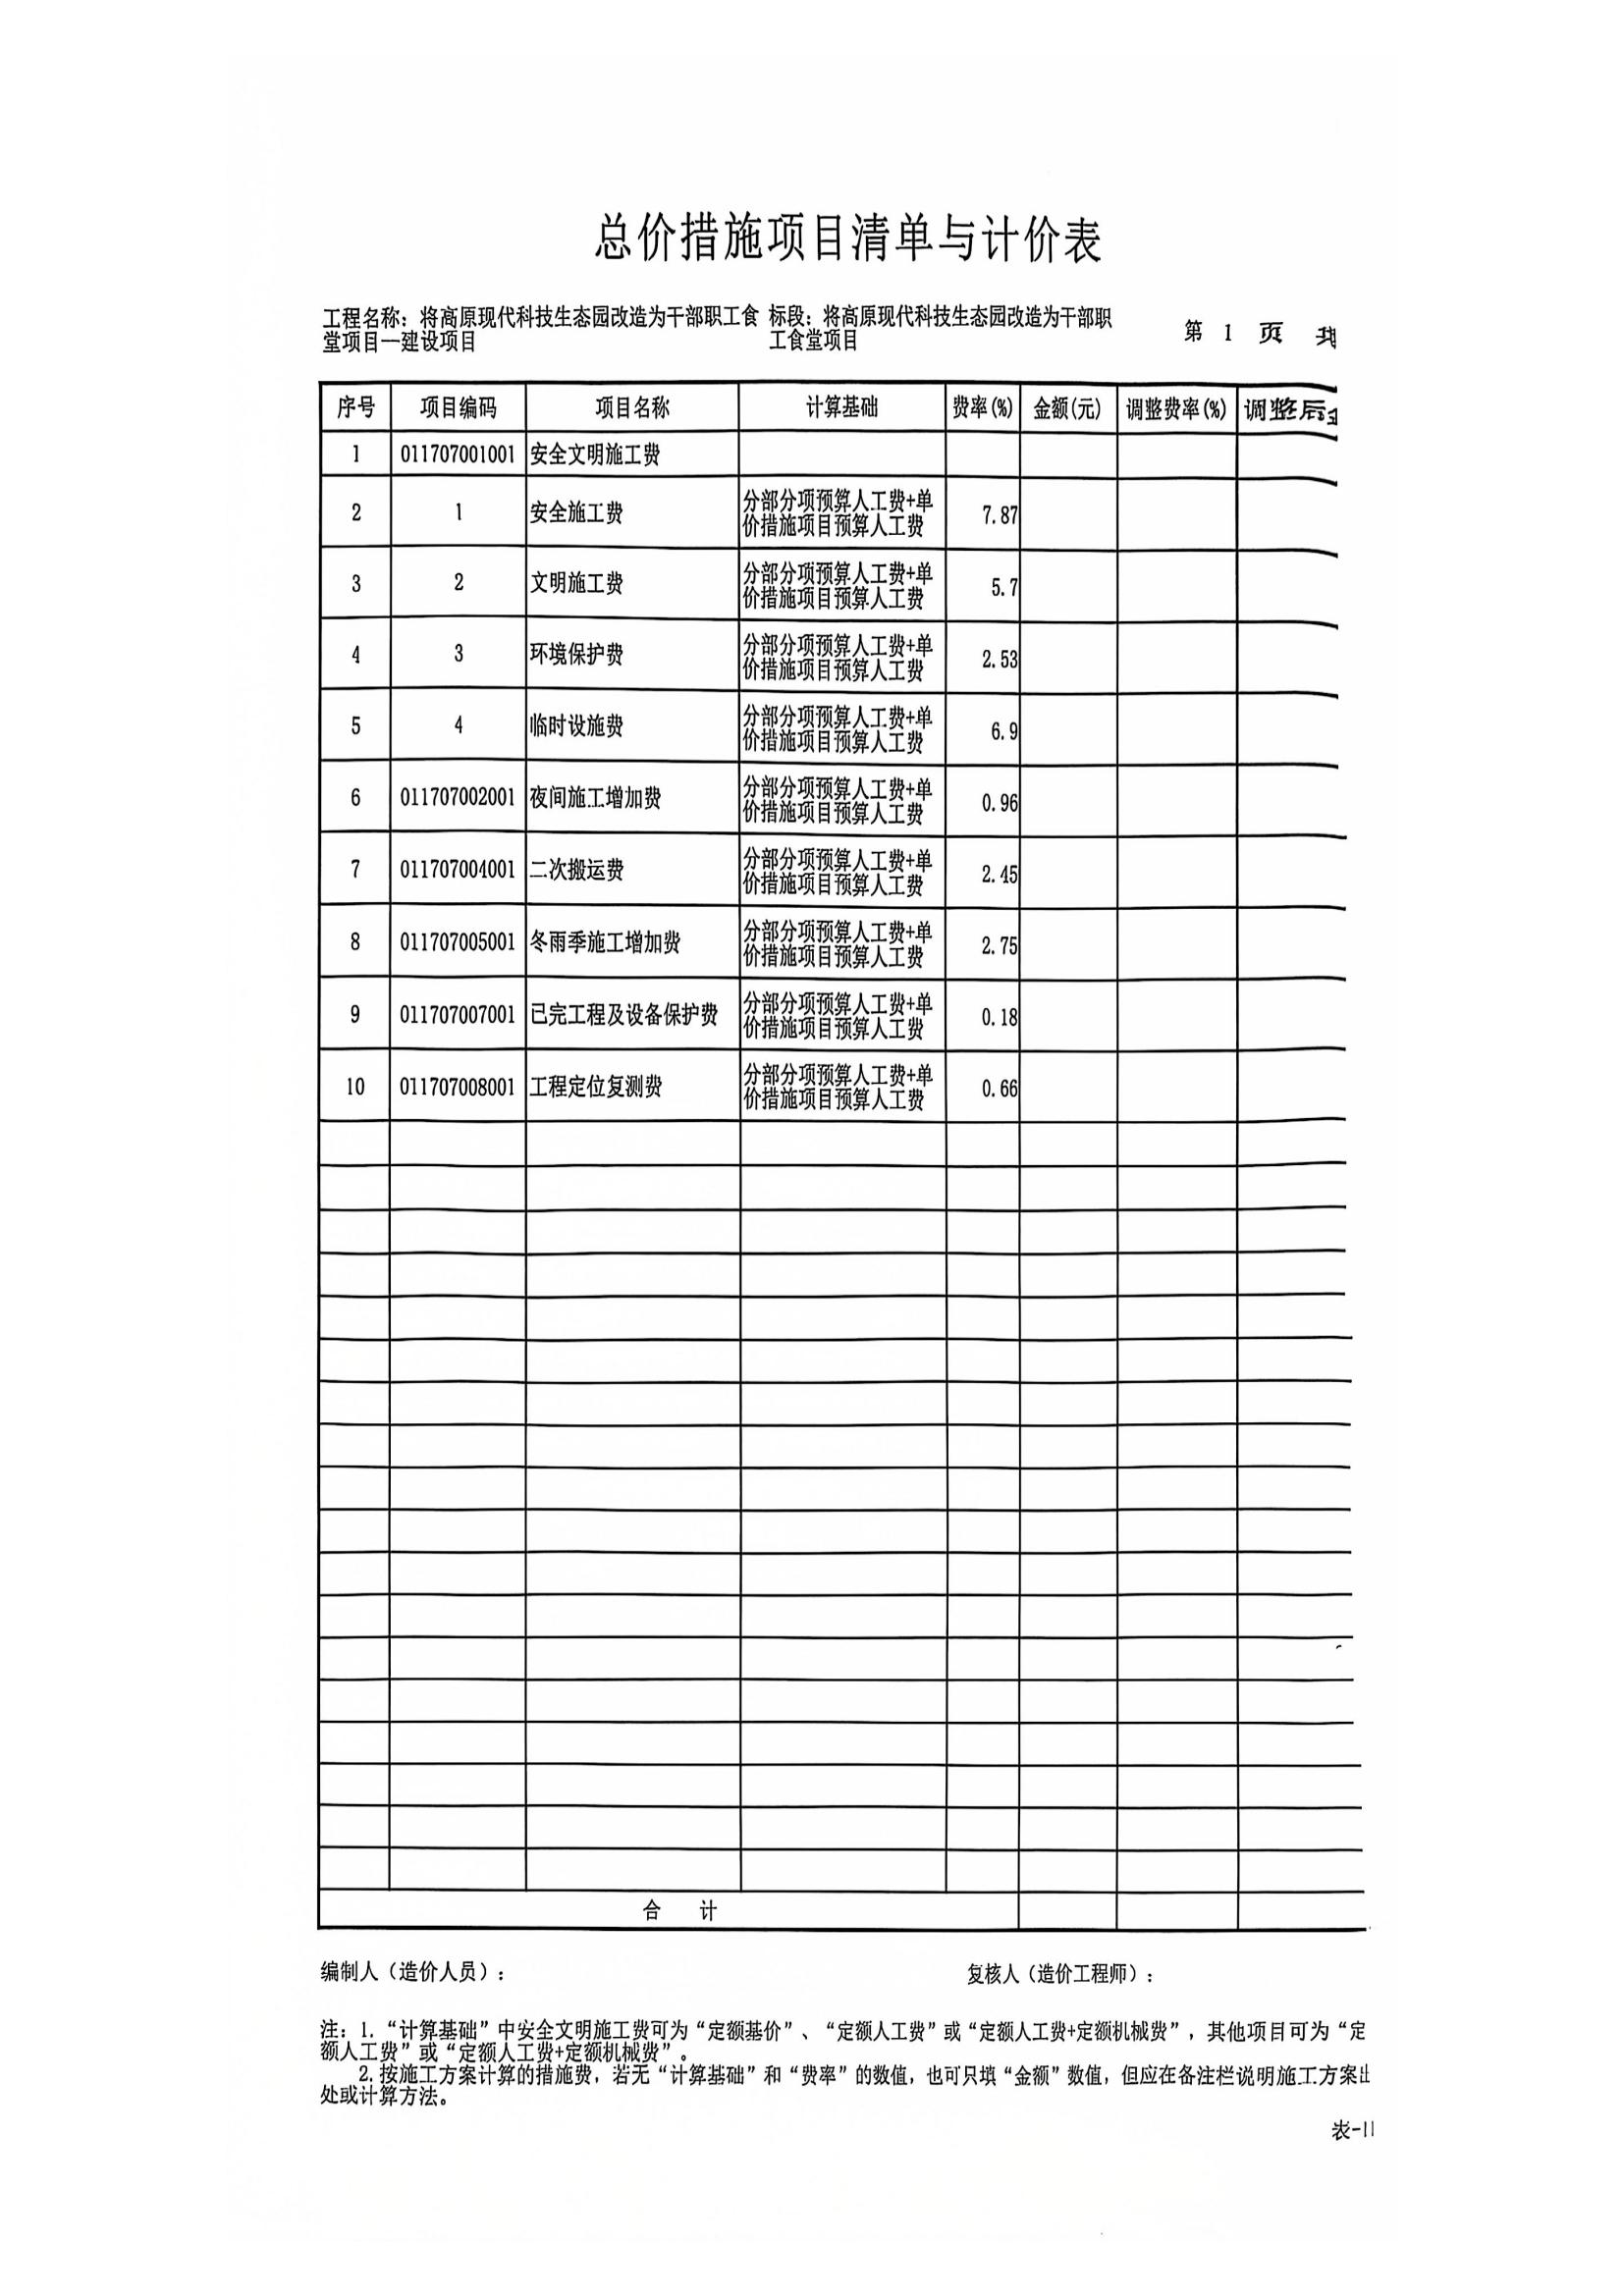 总价措施项目清单与计价表
工程名称：将高原现代科技生态园改造为干部职工食堂项目—建设项目
标段：将高原现代科技生态园改造为干部职工食堂项目
第 1 页
序号 项目编码 项目名称 计算基础 费率(%) 金额(元) 调整费率(%) 调整后
1 011707001001 安全文明施工费
2 1 安全施工费 分部分项预算人工费+单价措施项目预算人工费 7.87
3 2 文明施工费 分部分项预算人工费+单价措施项目预算人工费 5.7
4 3 环境保护费 分部分项预算人工费+单价措施项目预算人工费 2.53
5 4 临时设施费 分部分项预算人工费+单价措施项目预算人工费 6.9
6 011707002001 夜间施工增加费 分部分项预算人工费+单价措施项目预算人工费 0.96
7 011707004001 二次搬运费 分部分项预算人工费+单价措施项目预算人工费 2.45
8 011707005001 冬雨季施工增加费 分部分项预算人工费+单价措施项目预算人工费 2.75
9 011707007001 已完工程及设备保护费 分部分项预算人工费+单价措施项目预算人工费 0.18
10 011707008001 工程定位复测费 分部分项预算人工费+单价措施项目预算人工费 0.66
合 计
编制人（造价人员）： 复核人（造价工程师）：
注：1.“计算基础”中安全文明施工费可为“定额基价”、“定额人工费”或“定额人工费+定额机械费”，其他项目可为“定
额人工费”或“定额人工费+定额机械费”。
2.按施工方案计算的措施费，若无“计算基础”和“费率”的数值，也可只填“金额”数值，但应在备注栏说明施工方案出
处或计算方法。
表-11